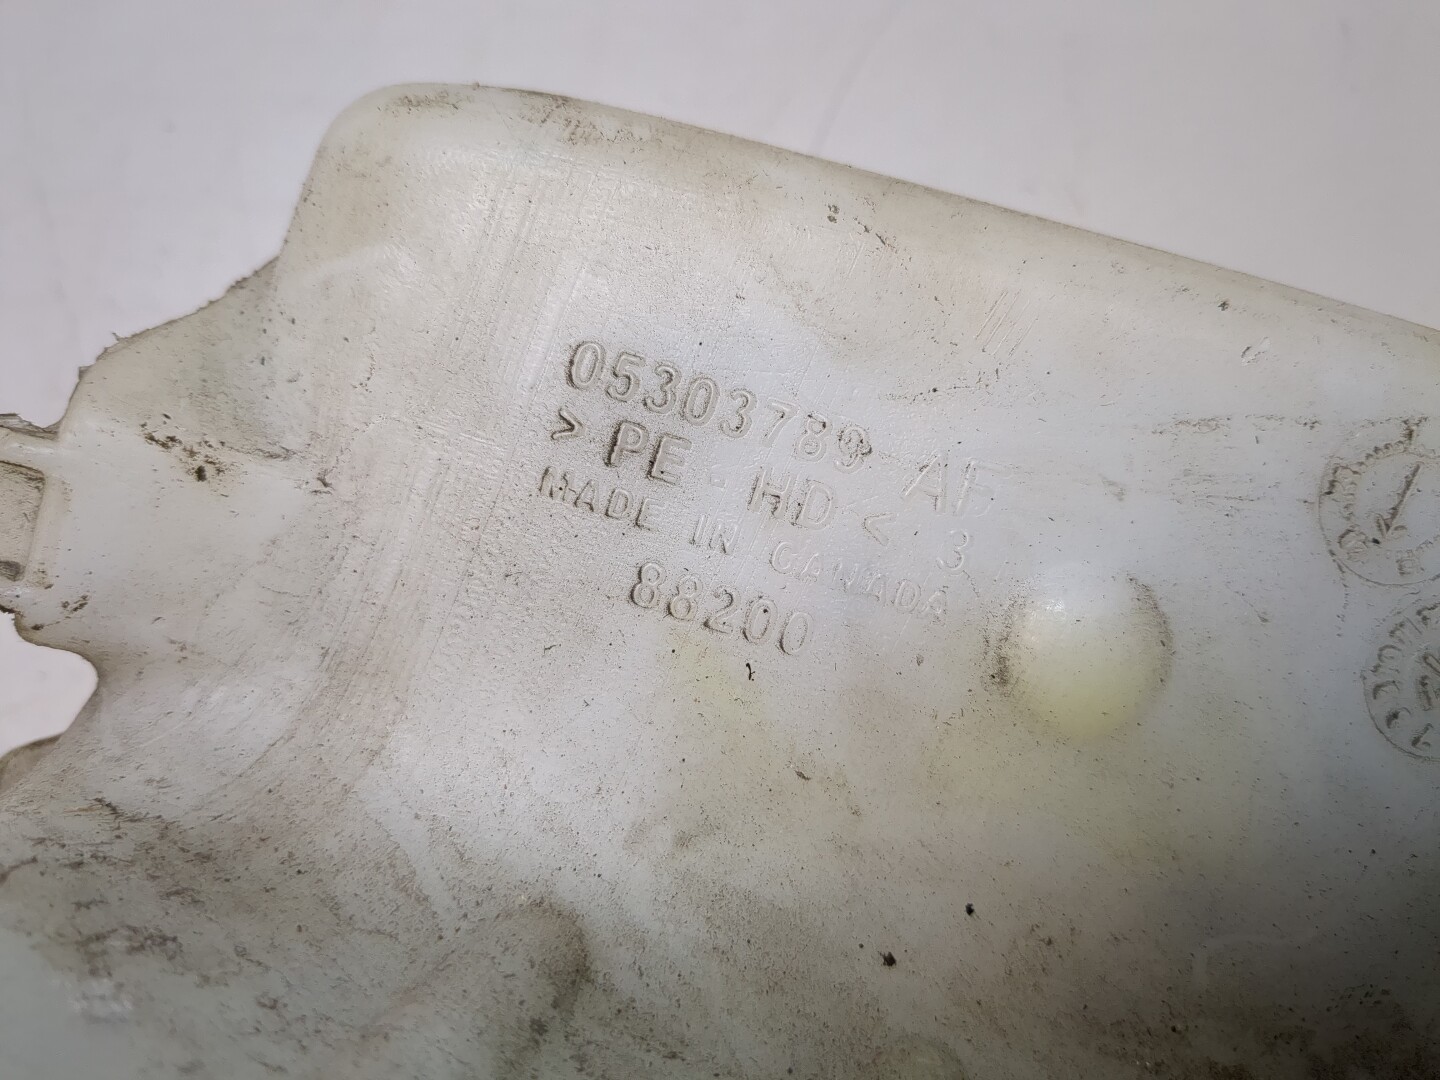 05303789 AF
> PE - HD < 3
MADE IN CANADA
88200